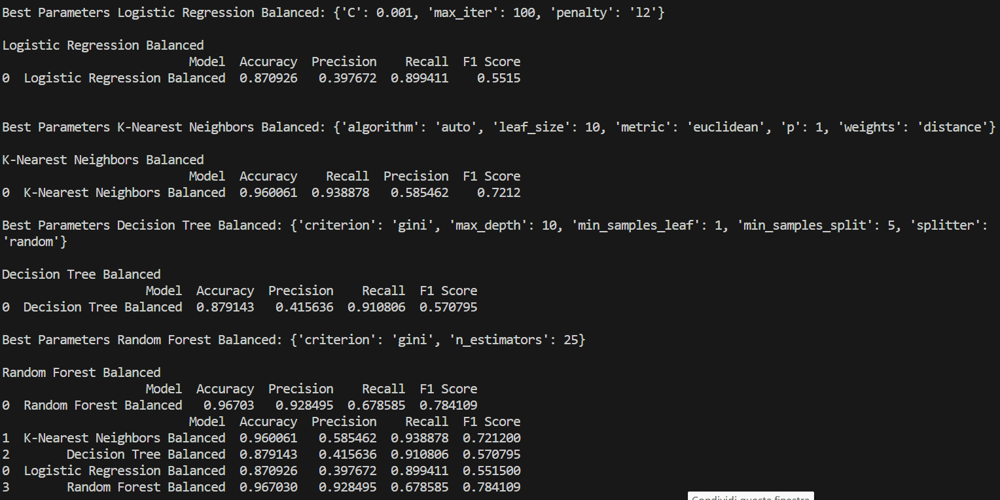 Best Parameters Logistic Regression Balanced: {'C': 0.001, 'max_iter': 100, 'penalty': 'l2'}
Logistic Regression Balanced
Model Accuracy Precision Recall F1 Score
0 Logistic Regression Balanced 0.870926 0.397672 0.899411 0.5515
Best Parameters K-Nearest Neighbors Balanced: {'algorithm': 'auto', 'leaf_size': 10, 'metric': 'euclidean', 'p': 1, 'weights': 'distance'}
K-Nearest Neighbors Balanced
Model Accuracy Recall Precision F1 Score
0 K-Nearest Neighbors Balanced 0.960061 0.938878 0.585462 0.7212
Best Parameters Decision Tree Balanced: {'criterion': 'gini', 'max_depth': 10, 'min_samples_leaf': 1, 'min_samples_split': 5, 'splitter':
'random'}
Decision Tree Balanced
Model Accuracy Precision Recall F1 Score
0 Decision Tree Balanced 0.879143 0.415636 0.910806 0.570795
Best Parameters Random Forest Balanced: {'criterion': 'gini', 'n_estimators': 25}
Random Forest Balanced
Model Accuracy Precision Recall F1 Score
0 Random Forest Balanced 0.96703 0.928495 0.678585 0.784109
Model Accuracy Precision Recall F1 Score
1 K-Nearest Neighbors Balanced 0.960061 0.585462 0.938878 0.721200
2 Decision Tree Balanced 0.879143 0.415636 0.910806 0.570795
0 Logistic Regression Balanced 0.870926 0.397672 0.899411 0.551500
3 Random Forest Balanced 0.967030 0.928495 0.678585 0.784109
Condividi questa finestra